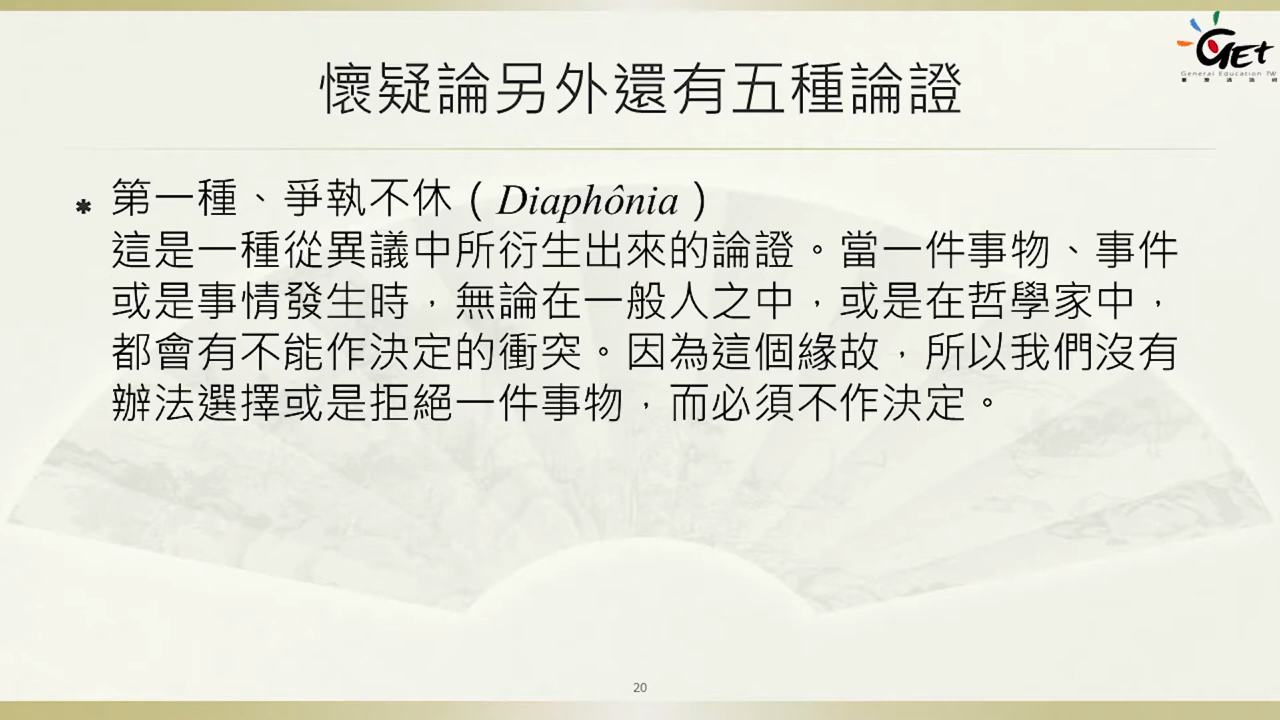 GET
General Education TW
懷疑論另外還有五種論證
* 第一種、爭執不休（Diaphônia）
這是一種從異議中所衍生出來的論證。當一件事物、事件
或是事情發生時，無論在一般人之中，或是在哲學家中，
都會有不能作決定的衝突。因為這個緣故，所以我們沒有
辦法選擇或是拒絕一件事物，而必須不作決定。
20